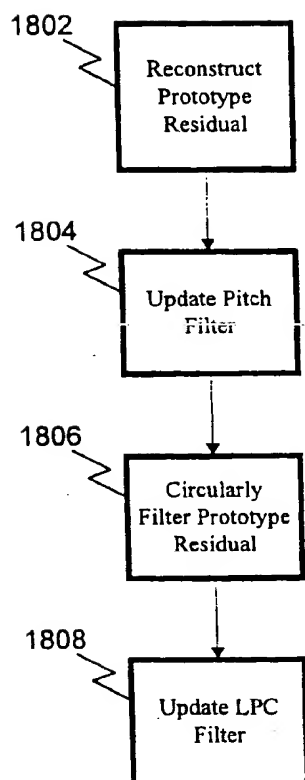 1802
Reconstruct
Prototype
Residual
1804
Update Pitch
Filter
1806
Circularly
Filter Prototype
Residual
1808
Update LPC
Filter